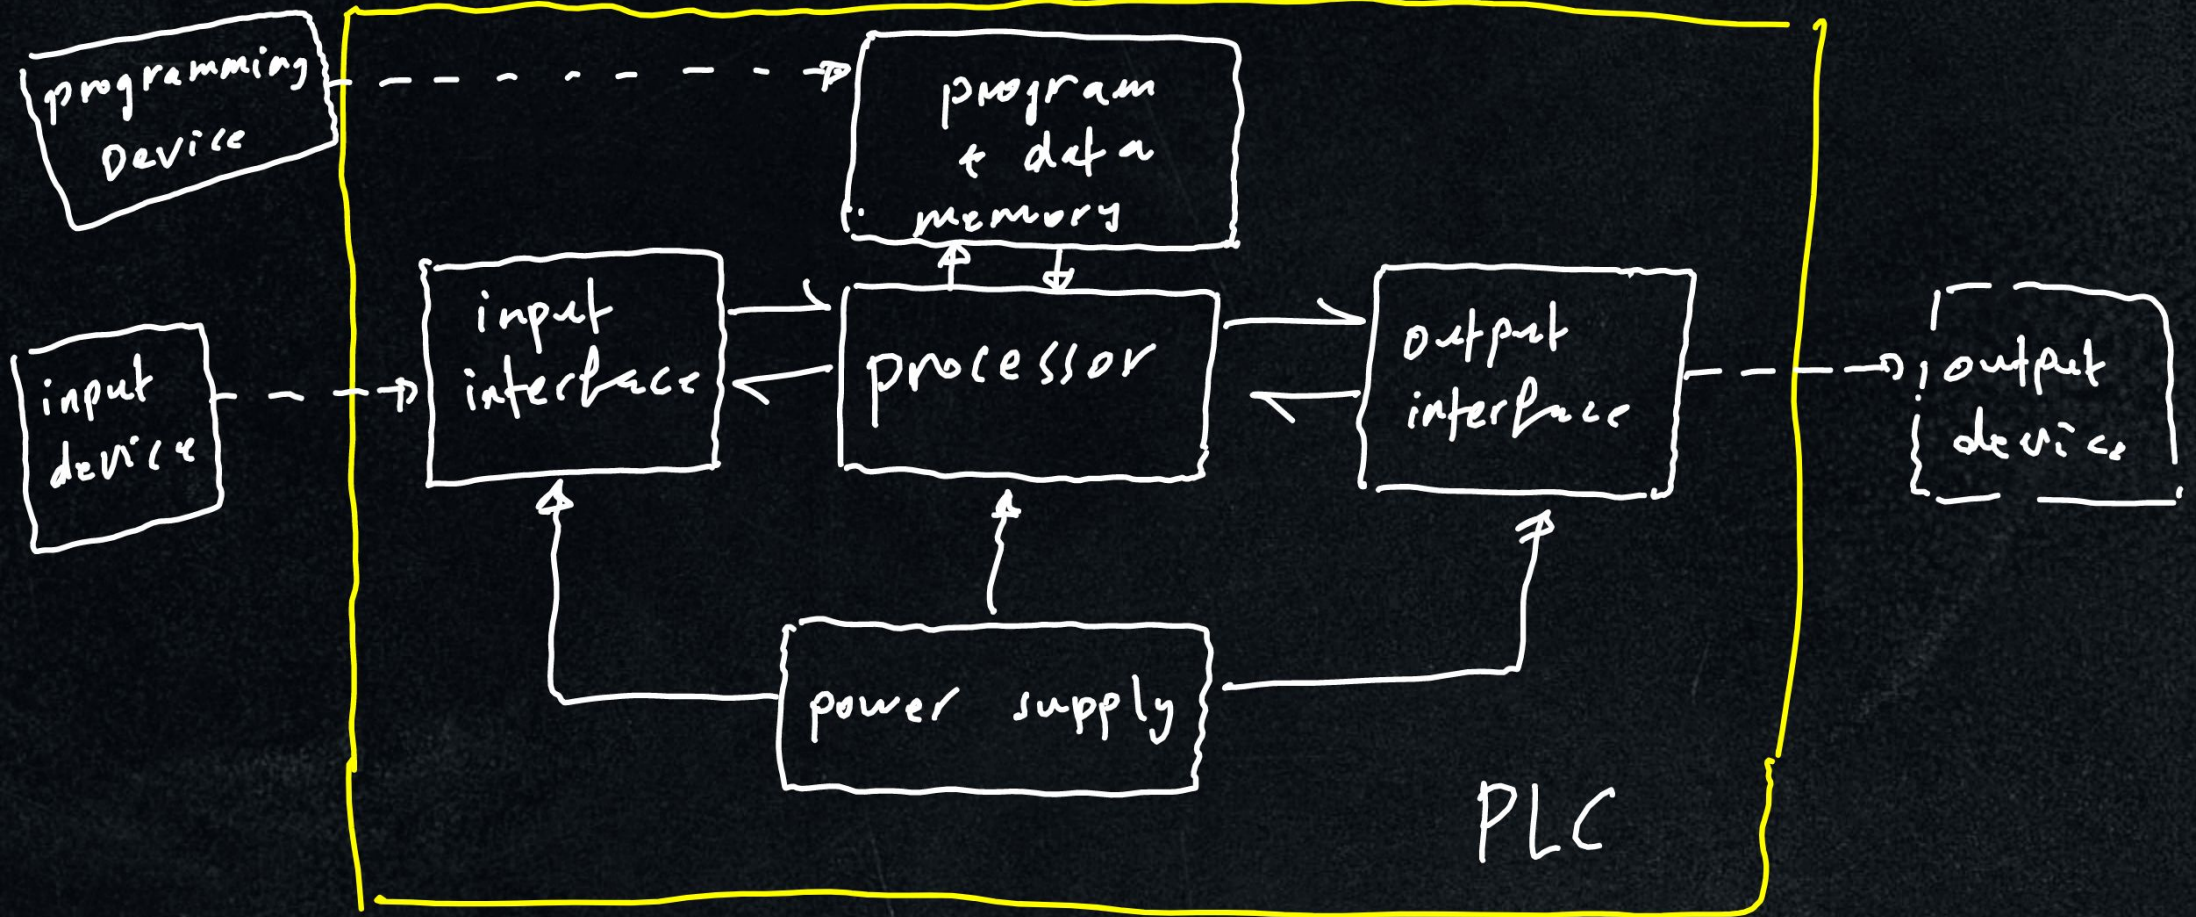 programming
Device
program
+ data
memory
input
interface
processor
output
interface
input
device
output
device
power supply
PLC